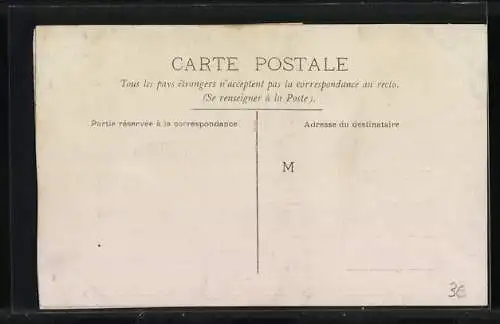 CARTE POSTALE
Tous les pays étrangers n'acceptent pas la correspondance au recto.
(Se renseigner à la Poste).
Partie réservée à la correspondance
Adresse du destinataire
M
3€